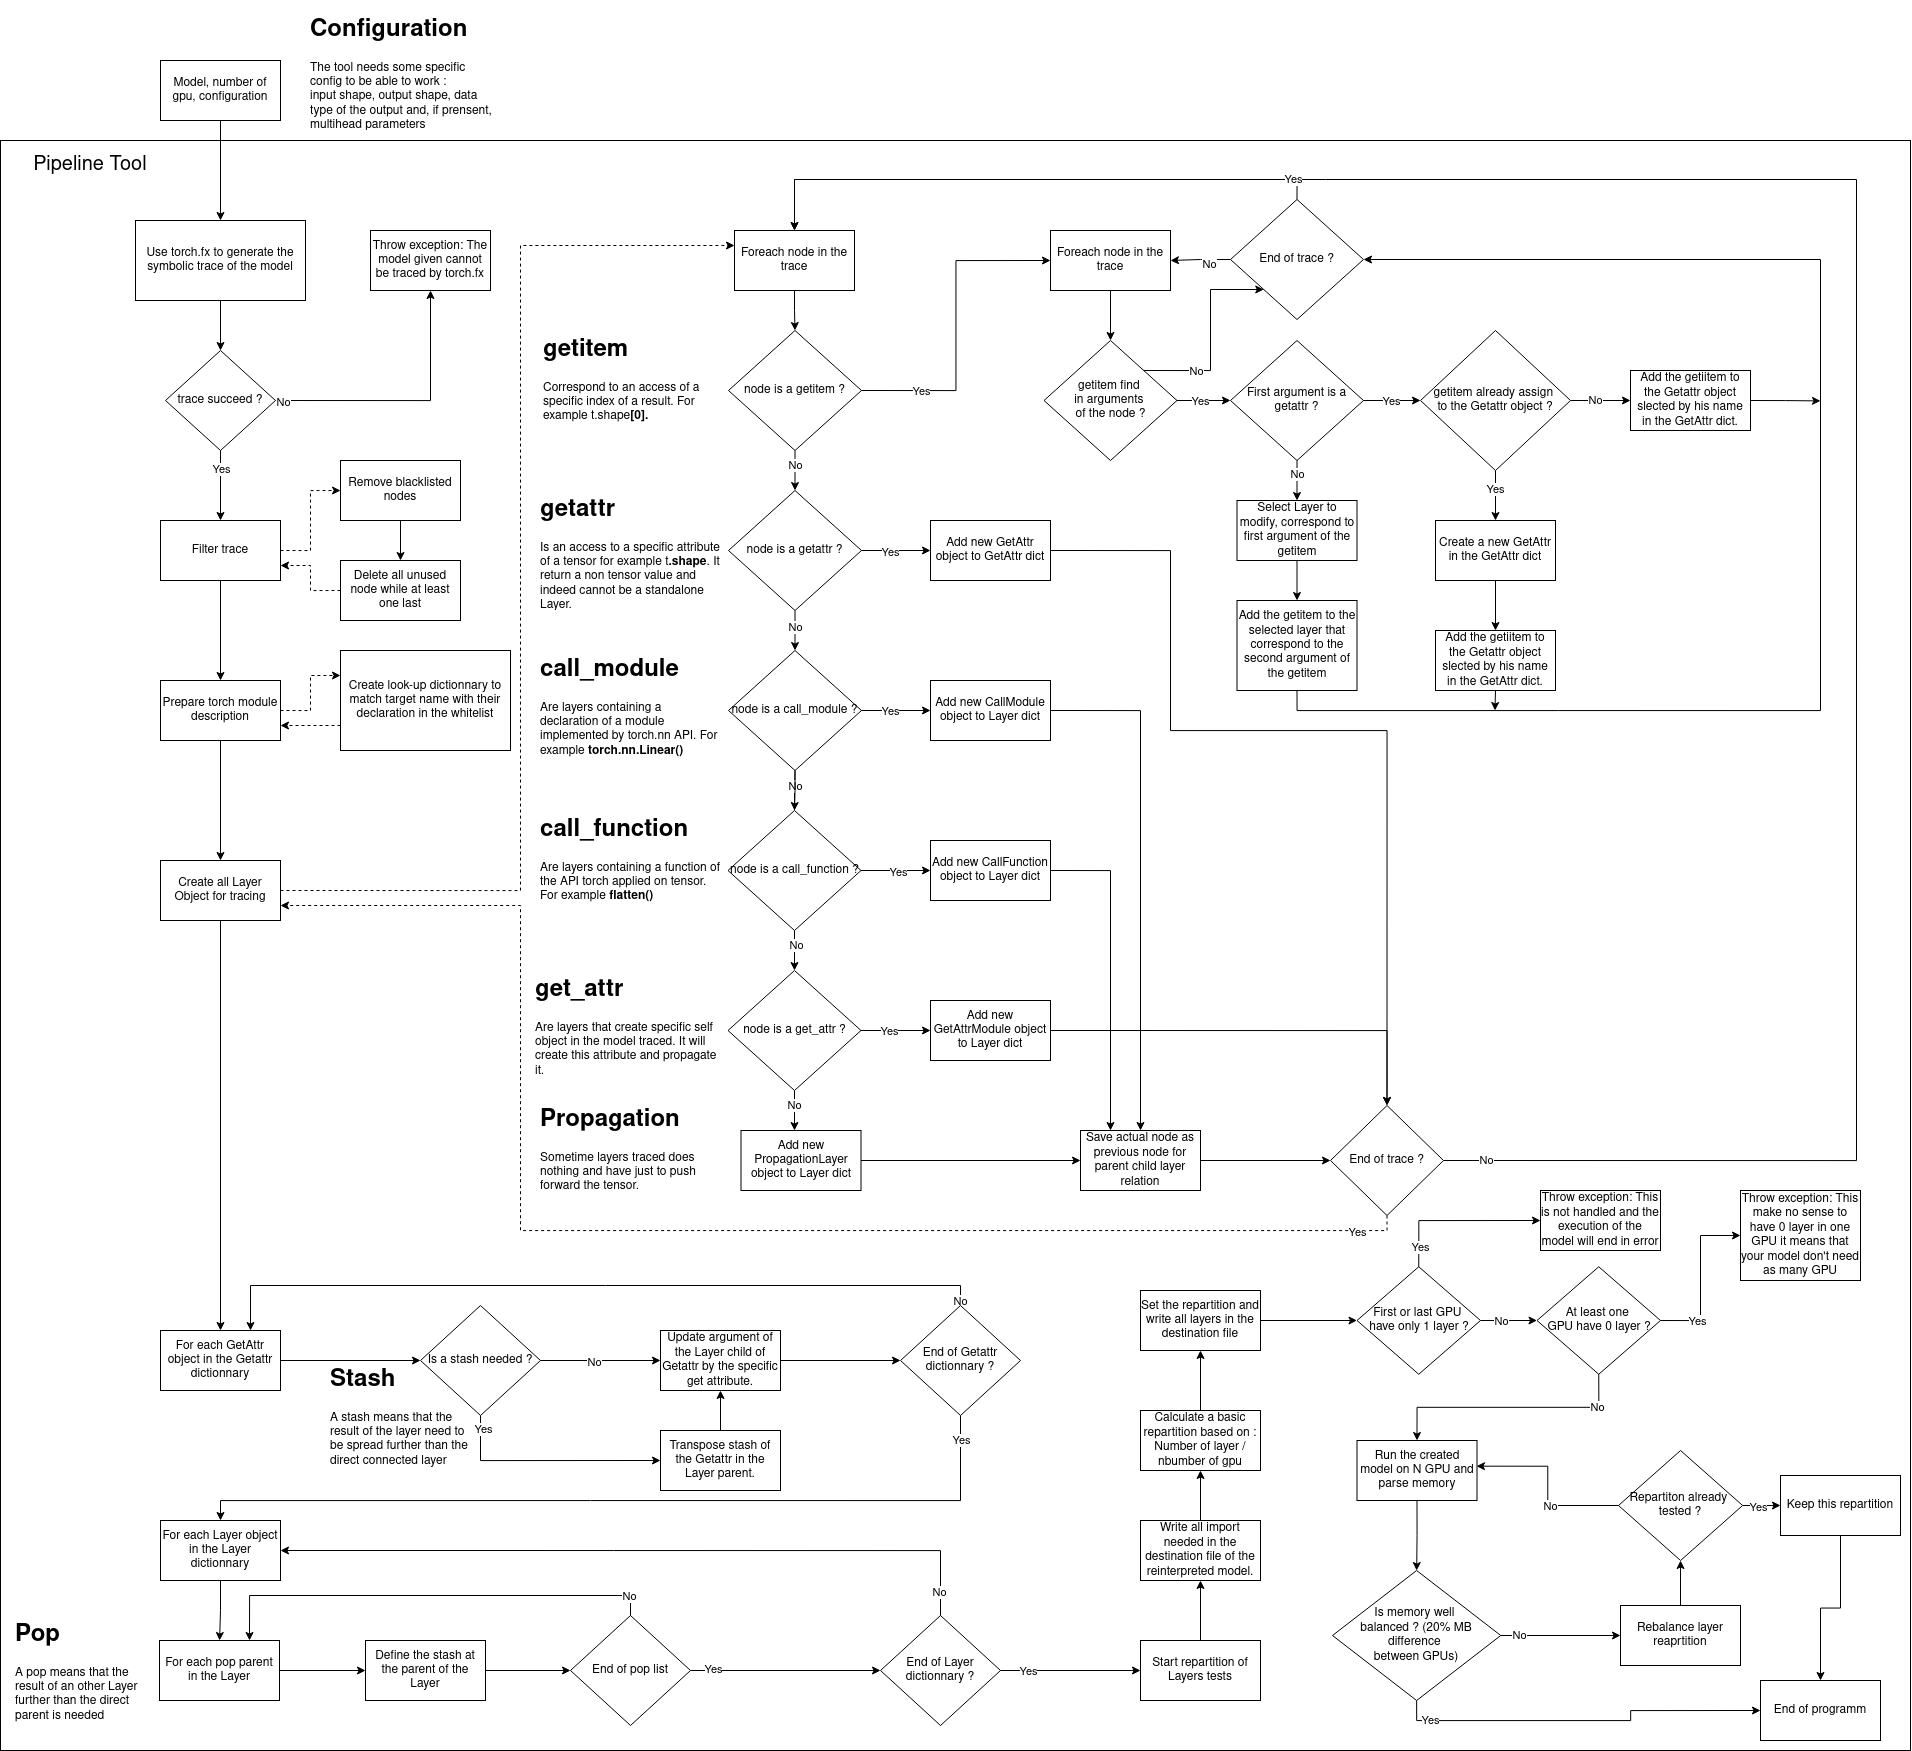 Configuration
The tool needs some specific
config to be able to work :
input shape, output shape, data
type of the output and, if prensent,
multihead parameters
Model, number of
gpu, configuration
Pipeline Tool
Use torch.fx to generate the
symbolic trace of the model
Throw exception: The
model given cannot
be traced by torch.fx
trace succeed ?
No
Yes
Remove blacklisted
nodes
Filter trace
Delete all unused
node while at least
one last
Prepare torch module
description
Create look-up dictionnary to
match target name with their
declaration in the whitelist
Create all Layer
Object for tracing
Foreach node in the
trace
getitem
Correspond to an access of a
specific index of a result. For
example t.shape[0].
node is a getitem ?
Yes
No
Foreach node in the
trace
No
End of trace ?
Yes
getitem find
in arguments
of the node ?
No
Yes
First argument is a
getattr ?
Yes
No
getitem already assign
to the Getattr object ?
No
Yes
Add the getiitem to
the Getattr object
slected by his name
in the GetAttr dict.
Select Layer to
modify, correspond to
first argument of the
getitem
Add the getitem to the
selected layer that
correspond to the
second argument of
the getitem
Create a new GetAttr
in the GetAttr dict
Add the getiitem to
the Getattr object
slected by his name
in the GetAttr dict.
getattr
Is an access to a specific attribute
of a tensor for example t.shape. It
return a non tensor value and
indeed cannot be a standalone
Layer.
node is a getattr ?
Yes
No
Add new GetAttr
object to GetAttr dict
call_module
Are layers containing a
declaration of a module
implemented by torch.nn API. For
example torch.nn.Linear()
node is a call_module ?
Yes
No
Add new CallModule
object to Layer dict
call_function
Are layers containing a function of
the API torch applied on tensor.
For example flatten()
node is a call_function ?
Yes
No
Add new CallFunction
object to Layer dict
get_attr
Are layers that create specific self
object in the model traced. It will
create this attribute and propagate
it.
node is a get_attr ?
Yes
No
Add new
GetAttrModule object
to Layer dict
Propagation
Sometime layers traced does
nothing and have just to push
forward the tensor.
Add new
PropagationLayer
object to Layer dict
Save actual node as
previous node for
parent child layer
relation
End of trace ?
No
Yes
For each GetAttr
object in the Getattr
dictionnary
Is a stash needed ?
No
Yes
Stash
A stash means that the
result of the layer need to
be spread further than the
direct connected layer
Update argument of
the Layer child of
Getattr by the specific
get attribute.
Transpose stash of
the Getattr in the
Layer parent.
No
End of Getattr
dictionnary ?
Yes
For each Layer object
in the Layer
dictionnary
Pop
A pop means that the
result of an other Layer
further than the direct
parent is needed
For each pop parent
in the Layer
Define the stash at
the parent of the
Layer
No
End of pop list
Yes
No
End of Layer
dictionnary ?
Yes
Start repartition of
Layers tests
Write all import
needed in the
destination file of the
reinterpreted model.
Calculate a basic
repartition based on :
Number of layer /
nbumber of gpu
Set the repartition and
write all layers in the
destination file
First or last GPU
have only 1 layer ?
Yes
No
Throw exception: This
is not handled and the
execution of the
model will end in error
At least one
GPU have 0 layer ?
Yes
No
Throw exception: This
make no sense to
have 0 layer in one
GPU it means that
your model don't need
as many GPU
Run the created
model on N GPU and
parse memory
Is memory well
balanced ? (20% MB
difference
between GPUs)
No
Yes
Rebalance layer
reaprtition
Repartiton already
tested ?
No
Yes
Keep this repartition
End of programm